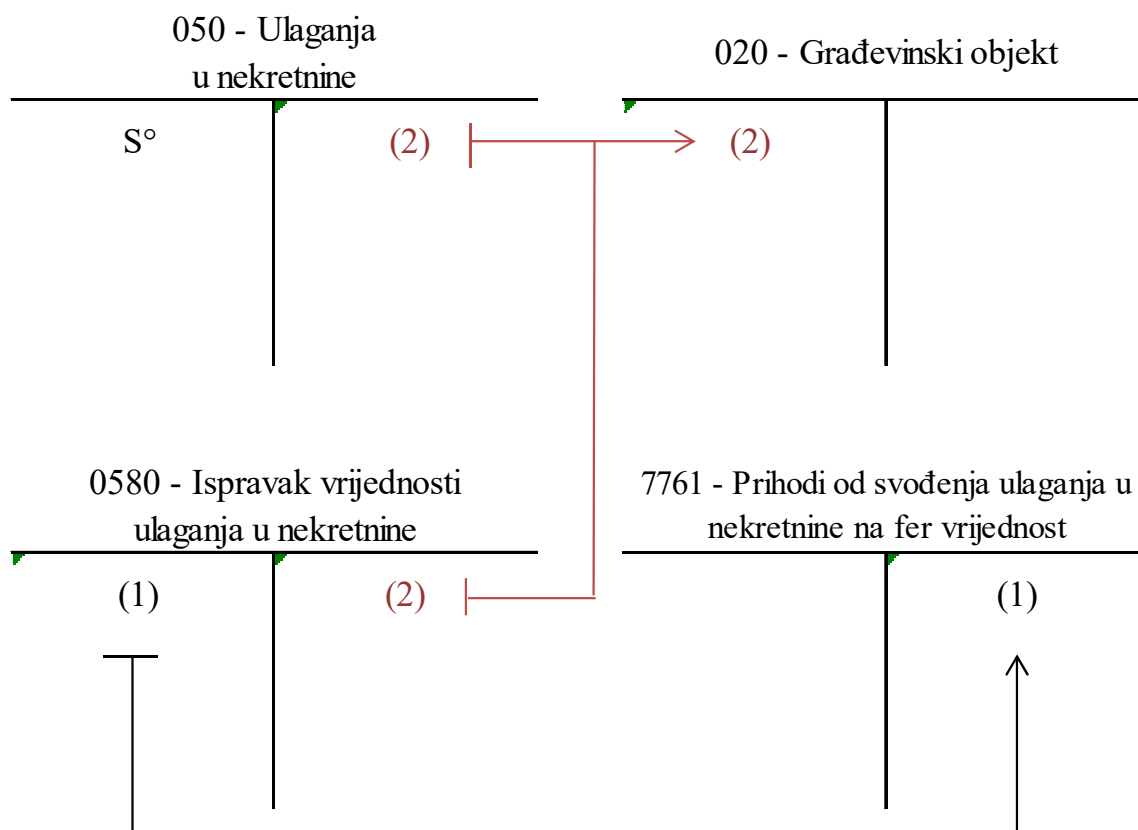 050 - Ulaganja
u nekretnine
020 - Građevinski objekt
S°
(2)
(2)
0580 - Ispravak vrijednosti
ulaganja u nekretnine
7761 - Prihodi od svođenja ulaganja u
nekretnine na fer vrijednost
(1)
(2)
(1)